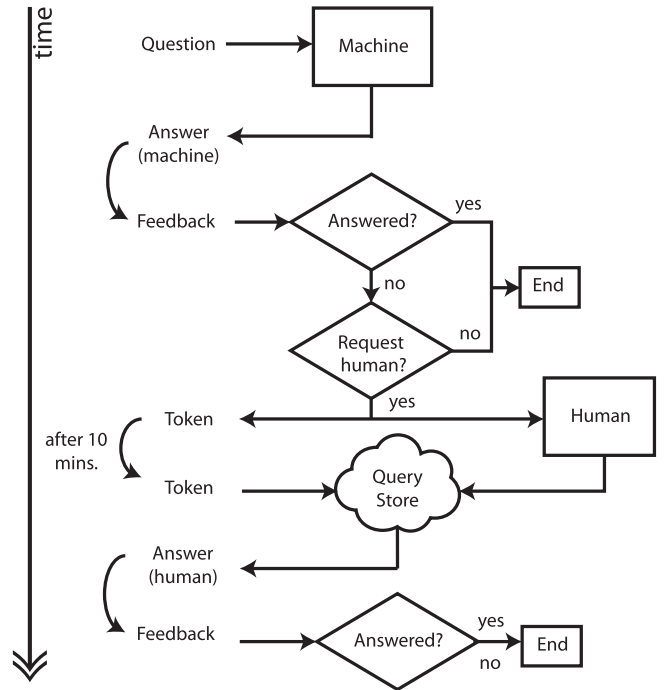 time
Question
Machine
Answer
(machine)
Feedback
Answered?
yes
no
End
Request
human?
no
yes
Token
Human
after 10
mins.
Token
Query
Store
Answer
(human)
Feedback
Answered?
yes
no
End